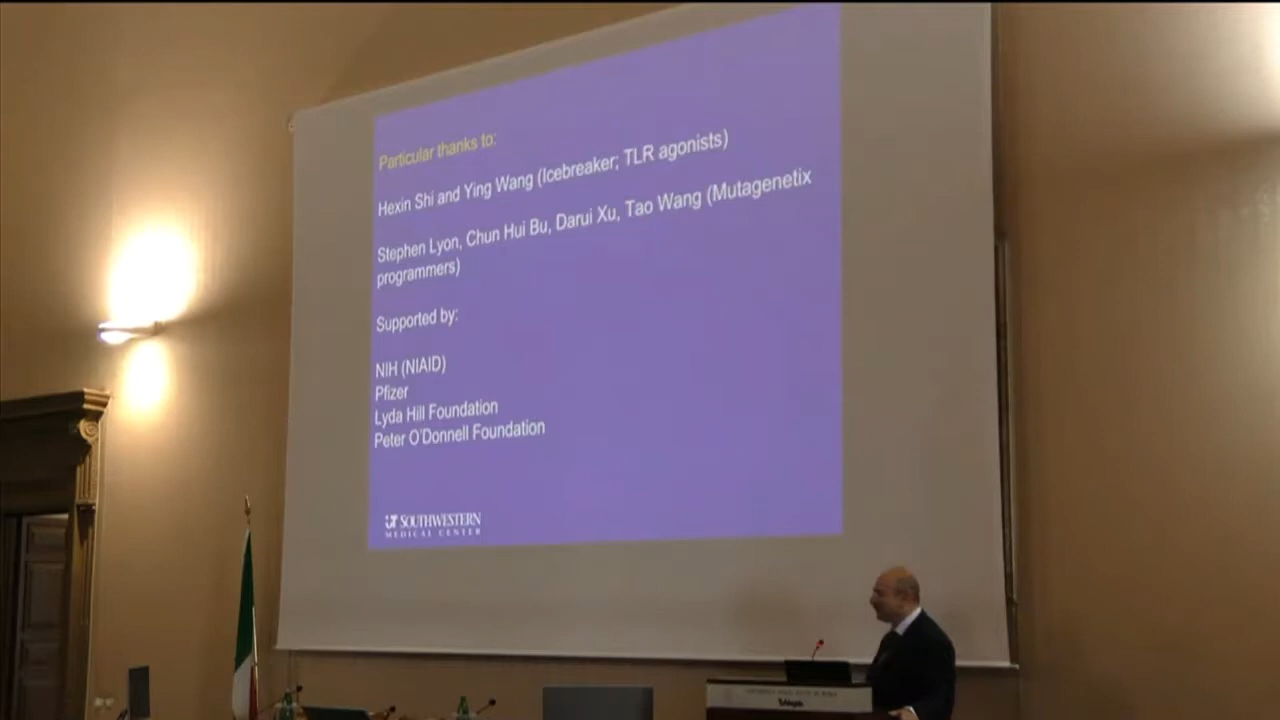 Particular thanks to:
Hexin Shi and Ying Wang (Icebreaker; TLR agonists)
Stephen Lyon, Chun Hui Bu, Darui Xu, Tao Wang (Mutagenetix
programmers)
Supported by:
NIH (NIAID)
Pfizer
Lyda Hill Foundation
Peter O'Donnell Foundation
UT SOUTHWESTERN
MEDICAL CENTER